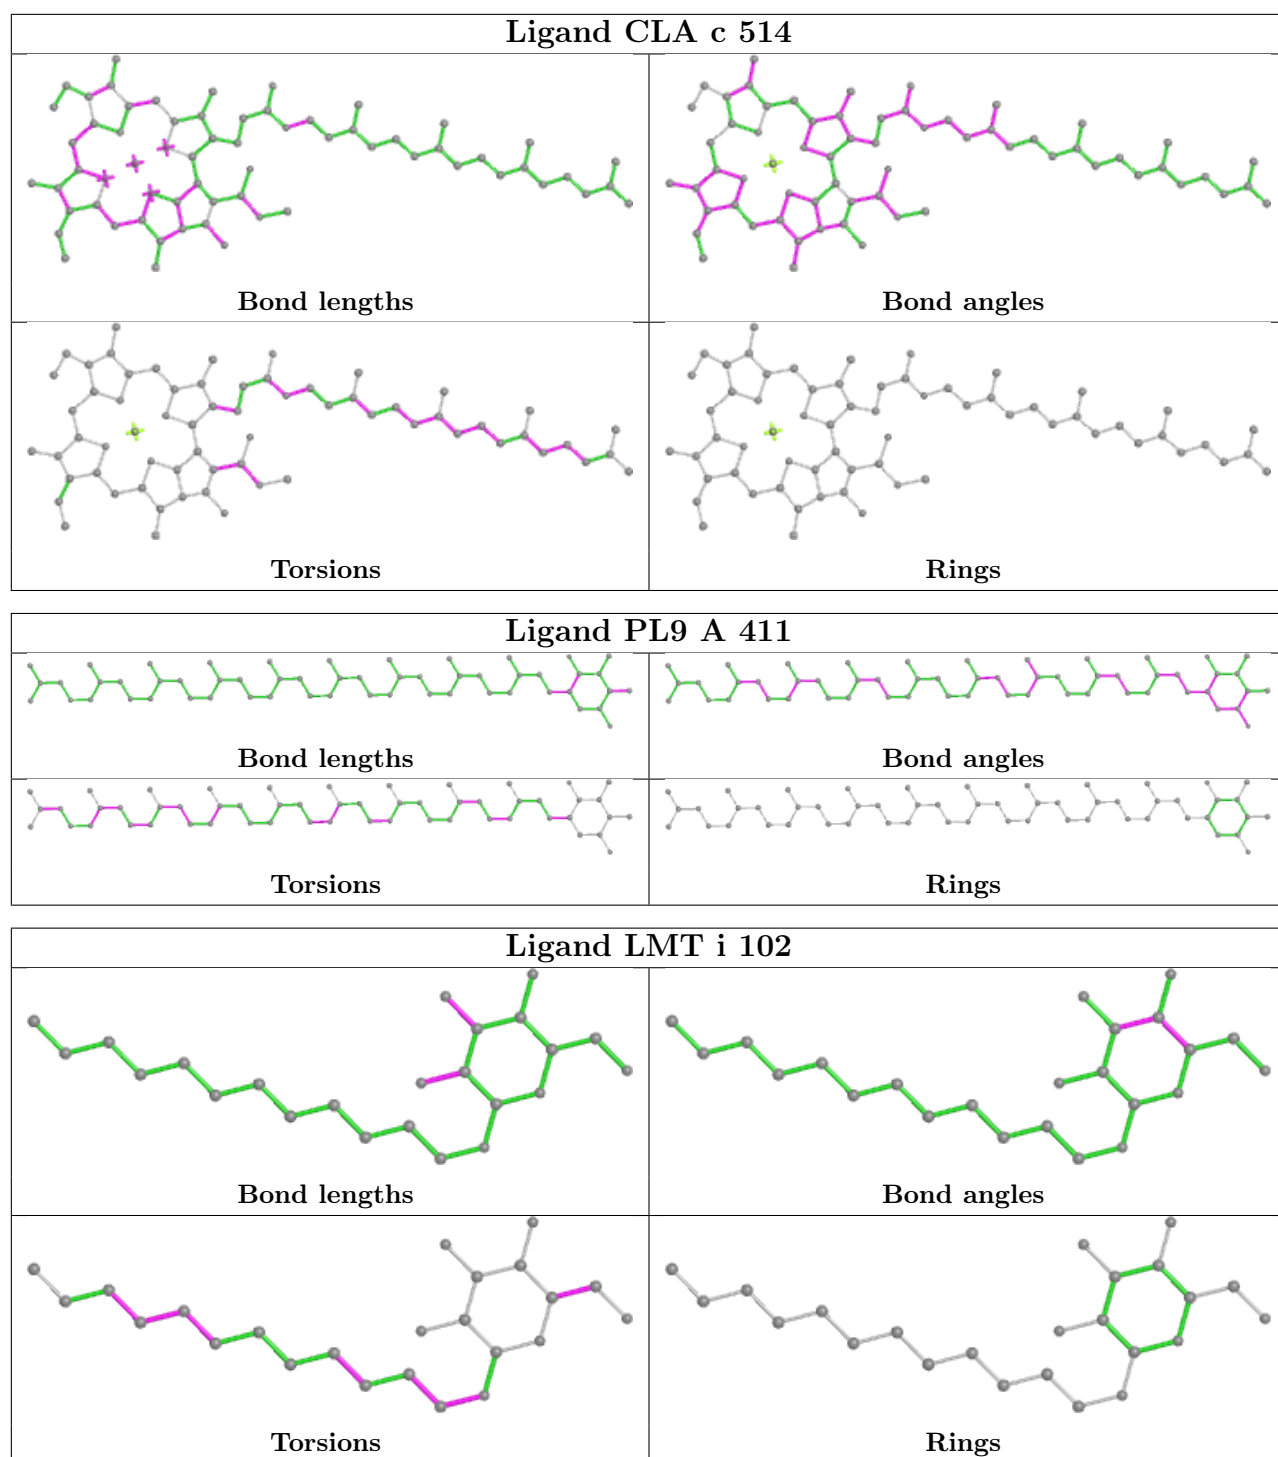 Ligand CLA c 514
Bond lengths
Bond angles
Torsions
Rings
Ligand PL9 A 411
Bond lengths
Bond angles
Torsions
Rings
Ligand LMT i 102
Bond lengths
Bond angles
Torsions
Rings